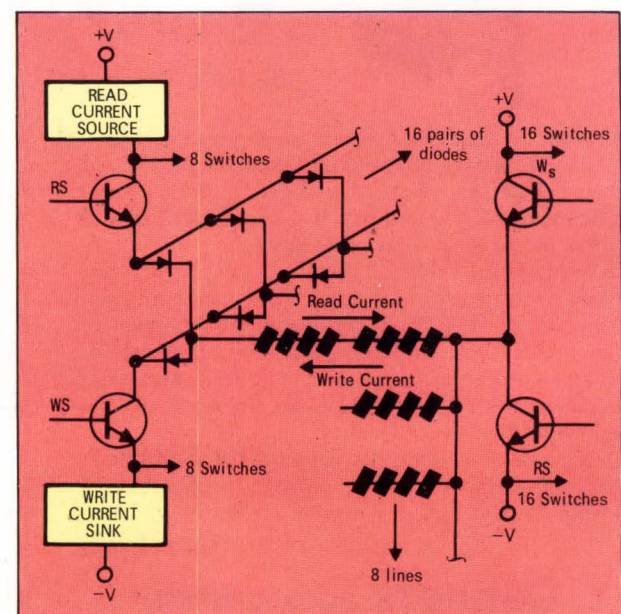 +V
READ
CURRENT
SOURCE
8 Switches
RS
16 pairs of
diodes
+V
16 Switches
Ws
Read Current
Write Current
WS
8 Switches
WRITE
CURRENT
SINK
-V
8 lines
RS
16 Switches
-V